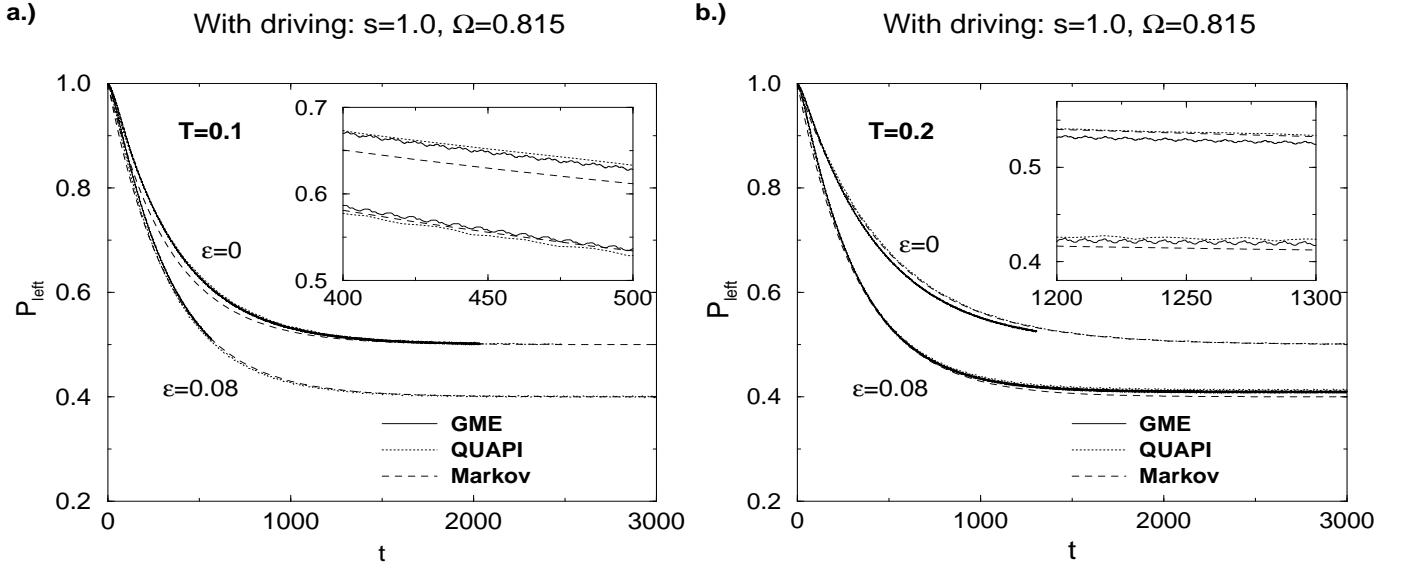 a.)
With driving: s=1.0, Ω=0.815
1.0
0.8
0.6
0.4
0.2
P_left
0
1000
2000
3000
t
T=0.1
ε=0
ε=0.08
0.7
0.6
0.5
400
450
500
GME
QUAPI
Markov
b.)
With driving: s=1.0, Ω=0.815
1.0
0.8
0.6
0.4
0.2
P_left
0
1000
2000
3000
t
T=0.2
ε=0
ε=0.08
0.5
0.4
1200
1250
1300
GME
QUAPI
Markov